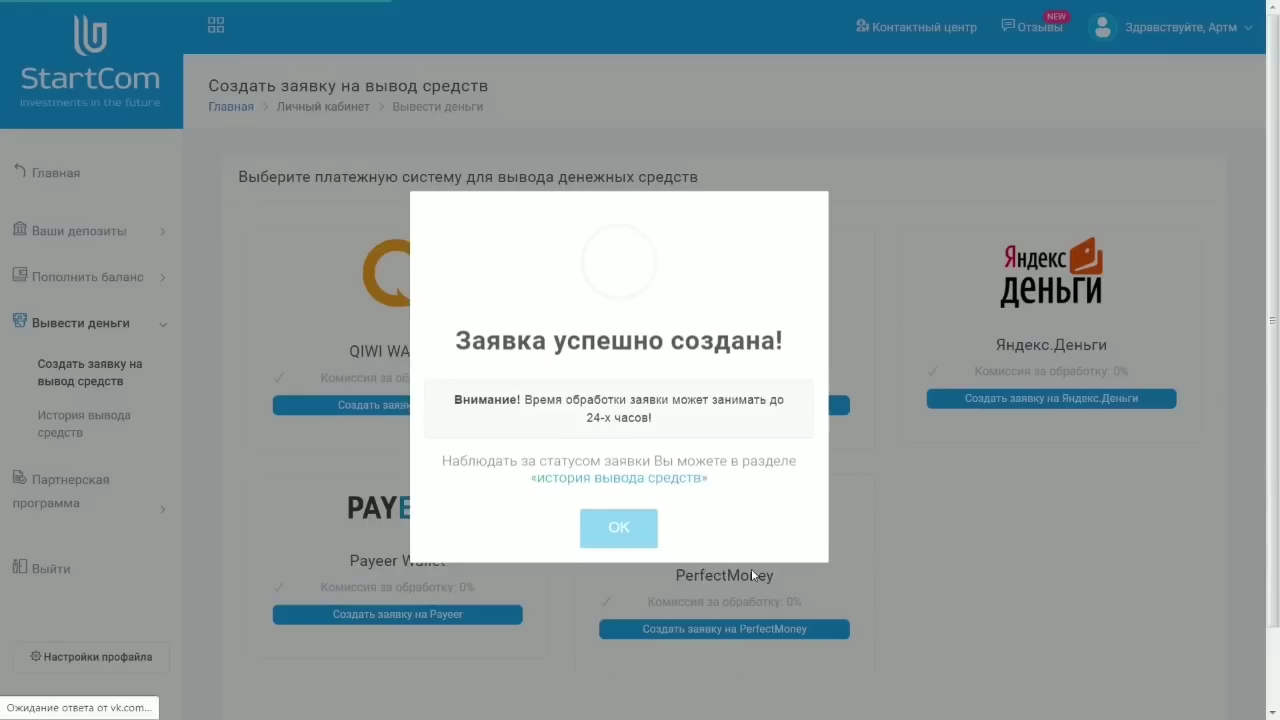 StartCom
Investments in the future
Контактный центр
Отзывы
NEW
Здравствуйте, Артм
Создать заявку на вывод средств
Главная > Личный кабинет > Вывести деньги
Главная
Ваши депозиты
Пополнить баланс
Вывести деньги
Создать заявку на
вывод средств
История вывода
средств
Партнерская
программа
Выйти
Настройки профайла
Ожидание ответа от vk.com...
Выберите платежную систему для вывода денежных средств
QIWI WA
Комиссия за об
Создать заявк
Яндекс
деньги
Яндекс.Деньги
Комиссия за обработку: 0%
Создать заявку на Яндекс.Деньги
Заявка успешно создана!
Внимание! Время обработки заявки может занимать до
24-х часов!
Наблюдать за статусом заявки Вы можете в разделе
«история вывода средств»
OK
PAYE
Payeer Wallet
Комиссия за обработку: 0%
Создать заявку на Payeer
PerfectMoney
Комиссия за обработку: 0%
Создать заявку на PerfectMoney